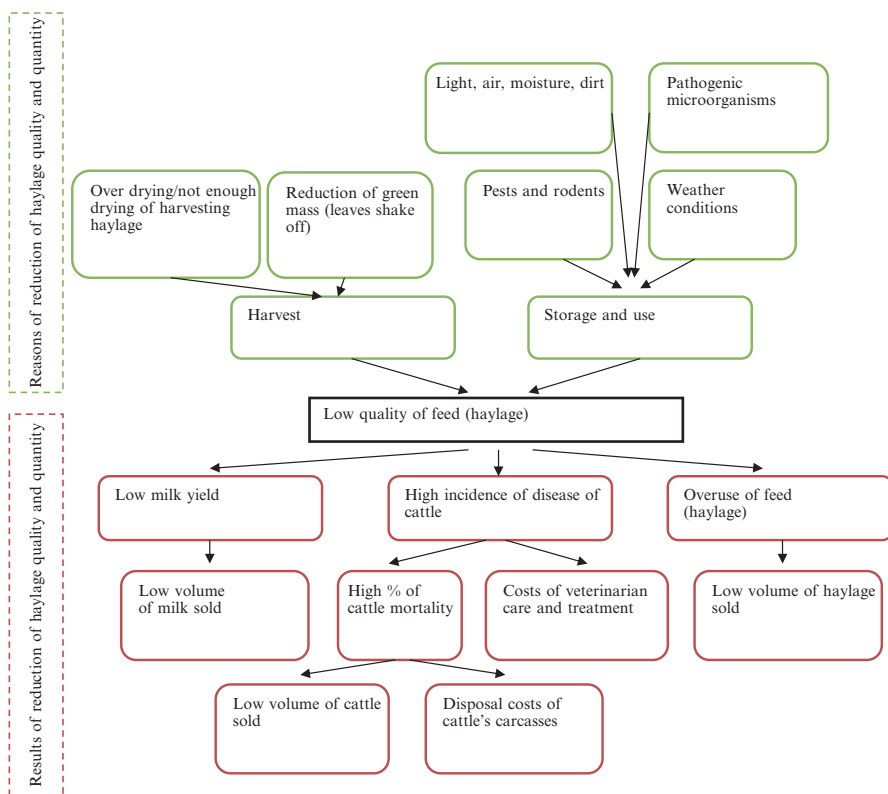 Reasons of reduction of haylage quality and quantity
Light, air, moisture, dirt
Pathogenic
microorganisms
Over drying/not enough
drying of harvesting
haylage
Reduction of green
mass (leaves shake
off)
Pests and rodents
Weather
conditions
Harvest
Storage and use
Low quality of feed (haylage)
Results of reduction of haylage quality and quantity
Low milk yield
High incidence of disease of
cattle
Overuse of feed
(haylage)
Low volume
of milk sold
High % of
cattle mortality
Costs of veterinarian
care and treatment
Low volume of haylage
sold
Low volume of cattle
sold
Disposal costs of
cattle's carcasses